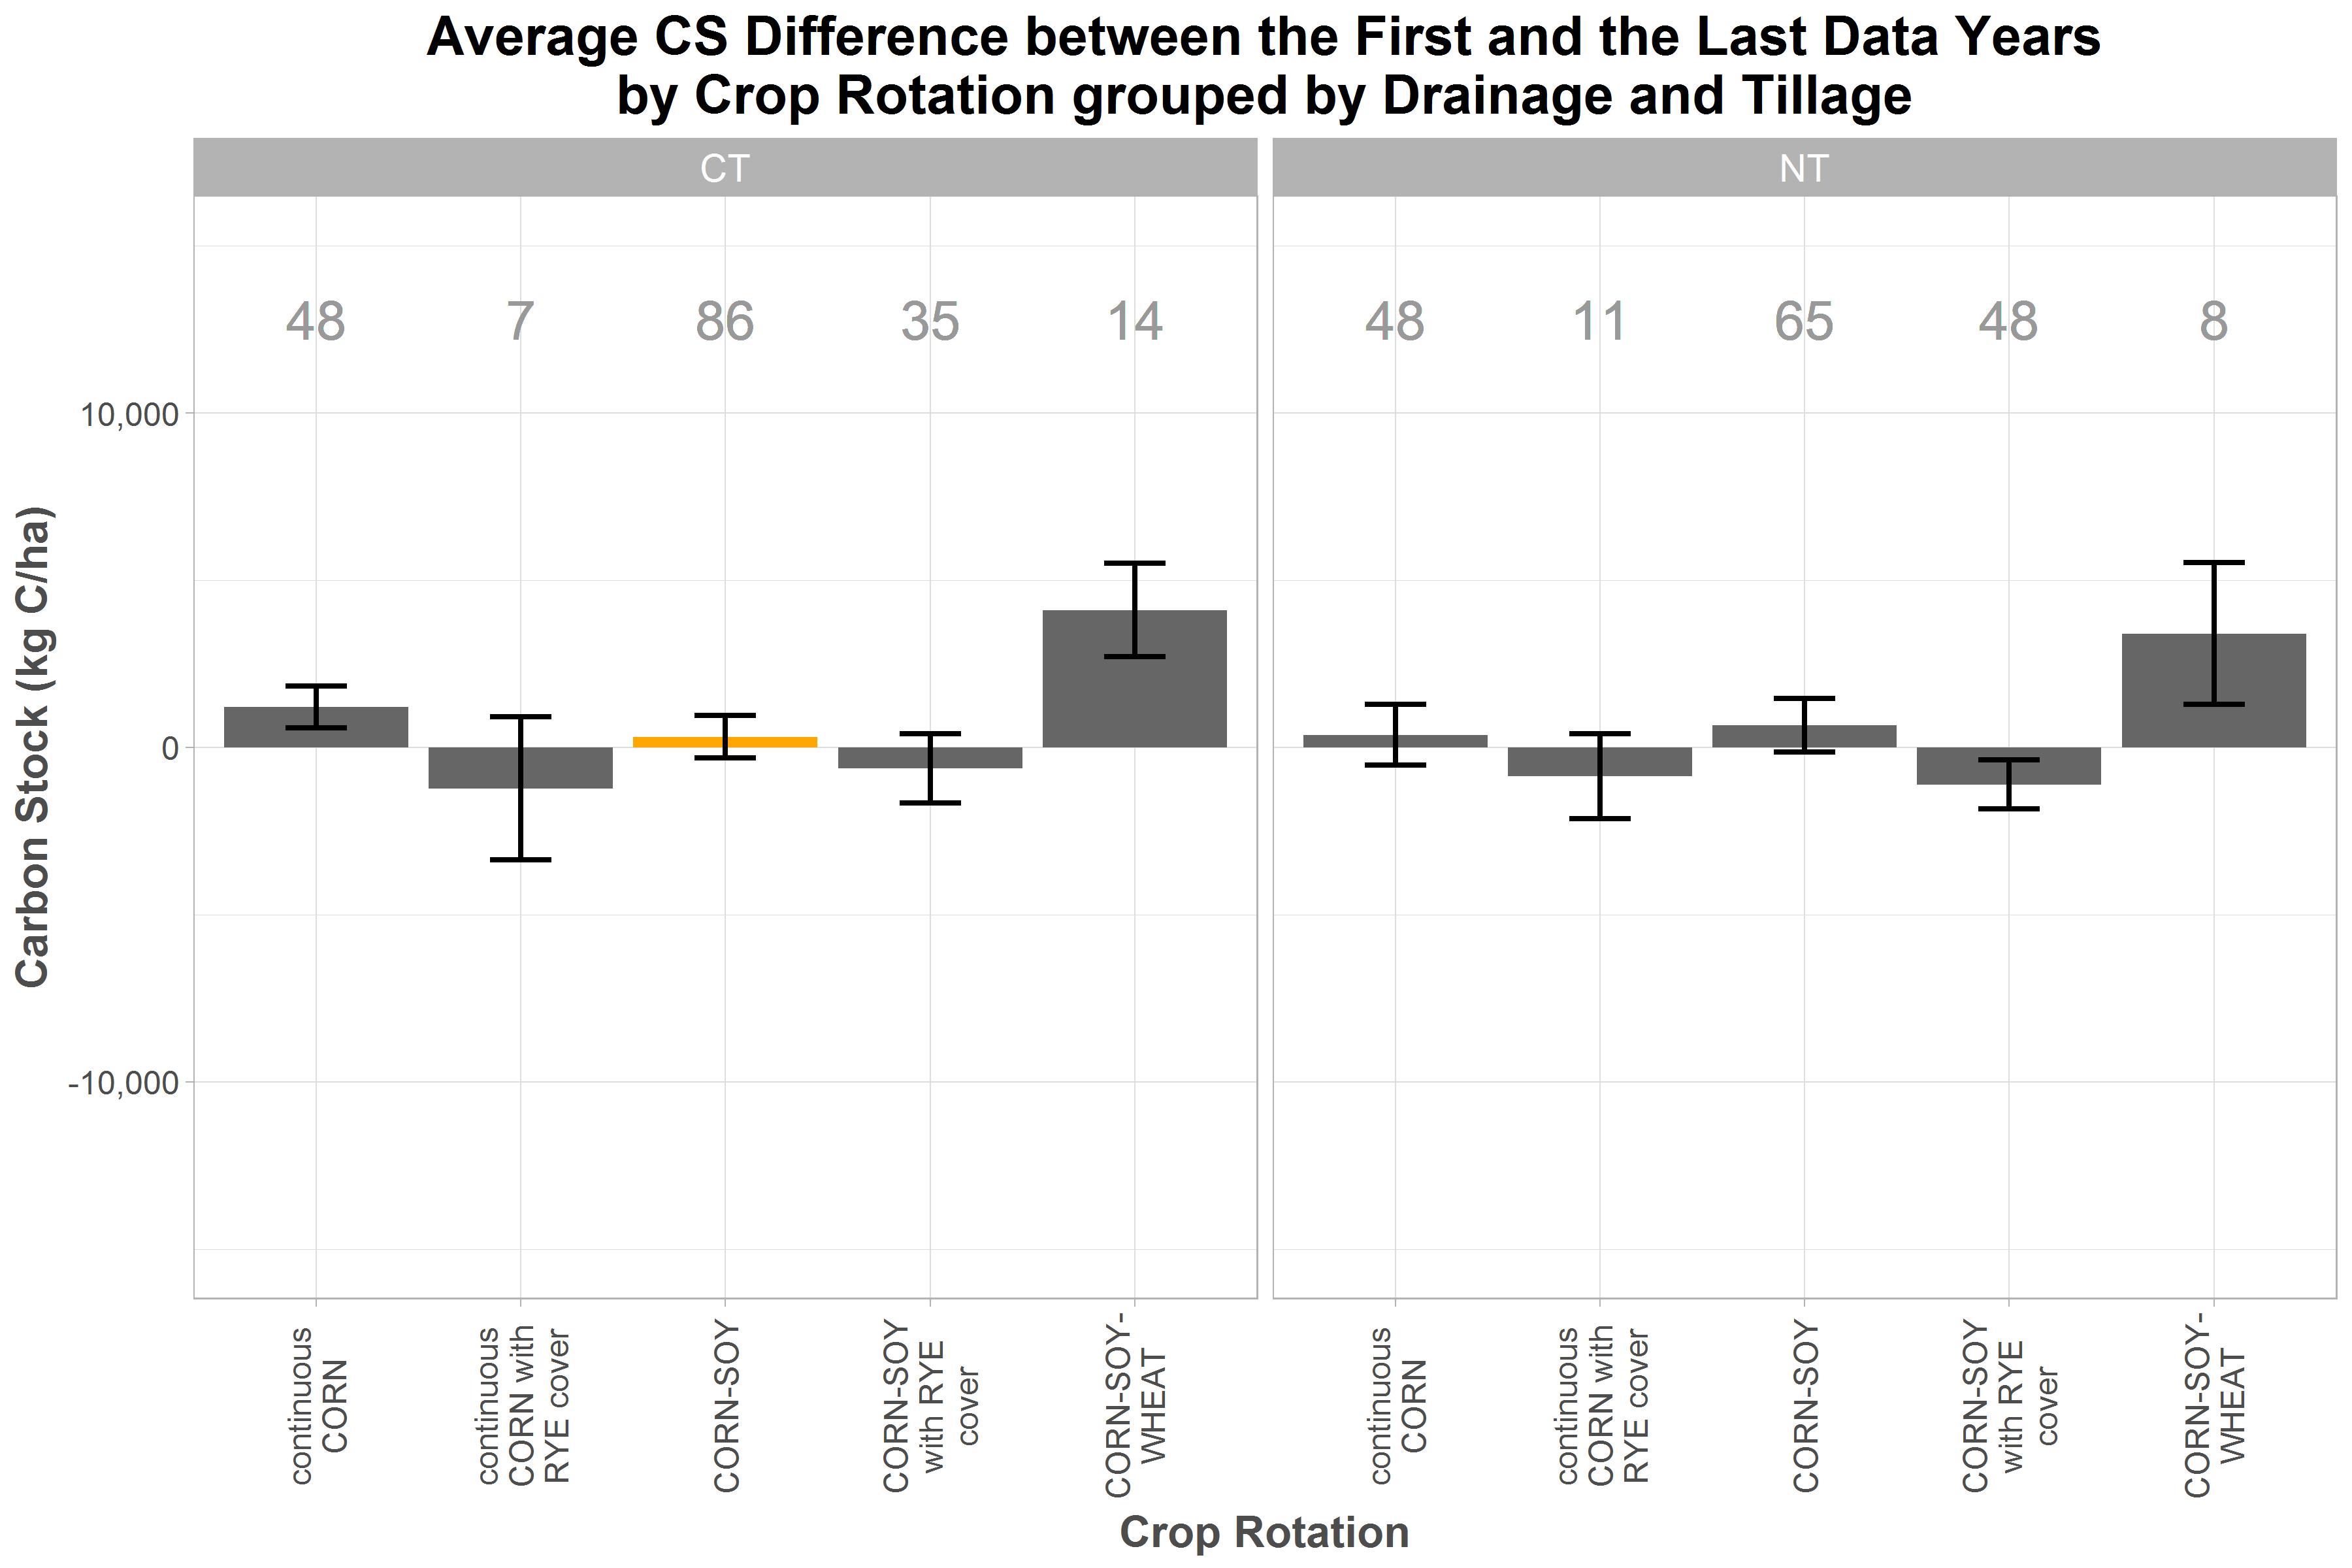 Average CS Difference between the First and the Last Data Years
by Crop Rotation grouped by Drainage and Tillage
CT
NT
48
7
86
35
14
48
11
65
48
8
Carbon Stock (kg C/ha)
10,000
0
-10,000
continuous
CORN
continuous
CORN with
RYE cover
CORN-SOY
CORN-SOY
with RYE
cover
CORN-SOY-
WHEAT
continuous
CORN
continuous
CORN with
RYE cover
CORN-SOY
CORN-SOY
with RYE
cover
CORN-SOY-
WHEAT
Crop Rotation